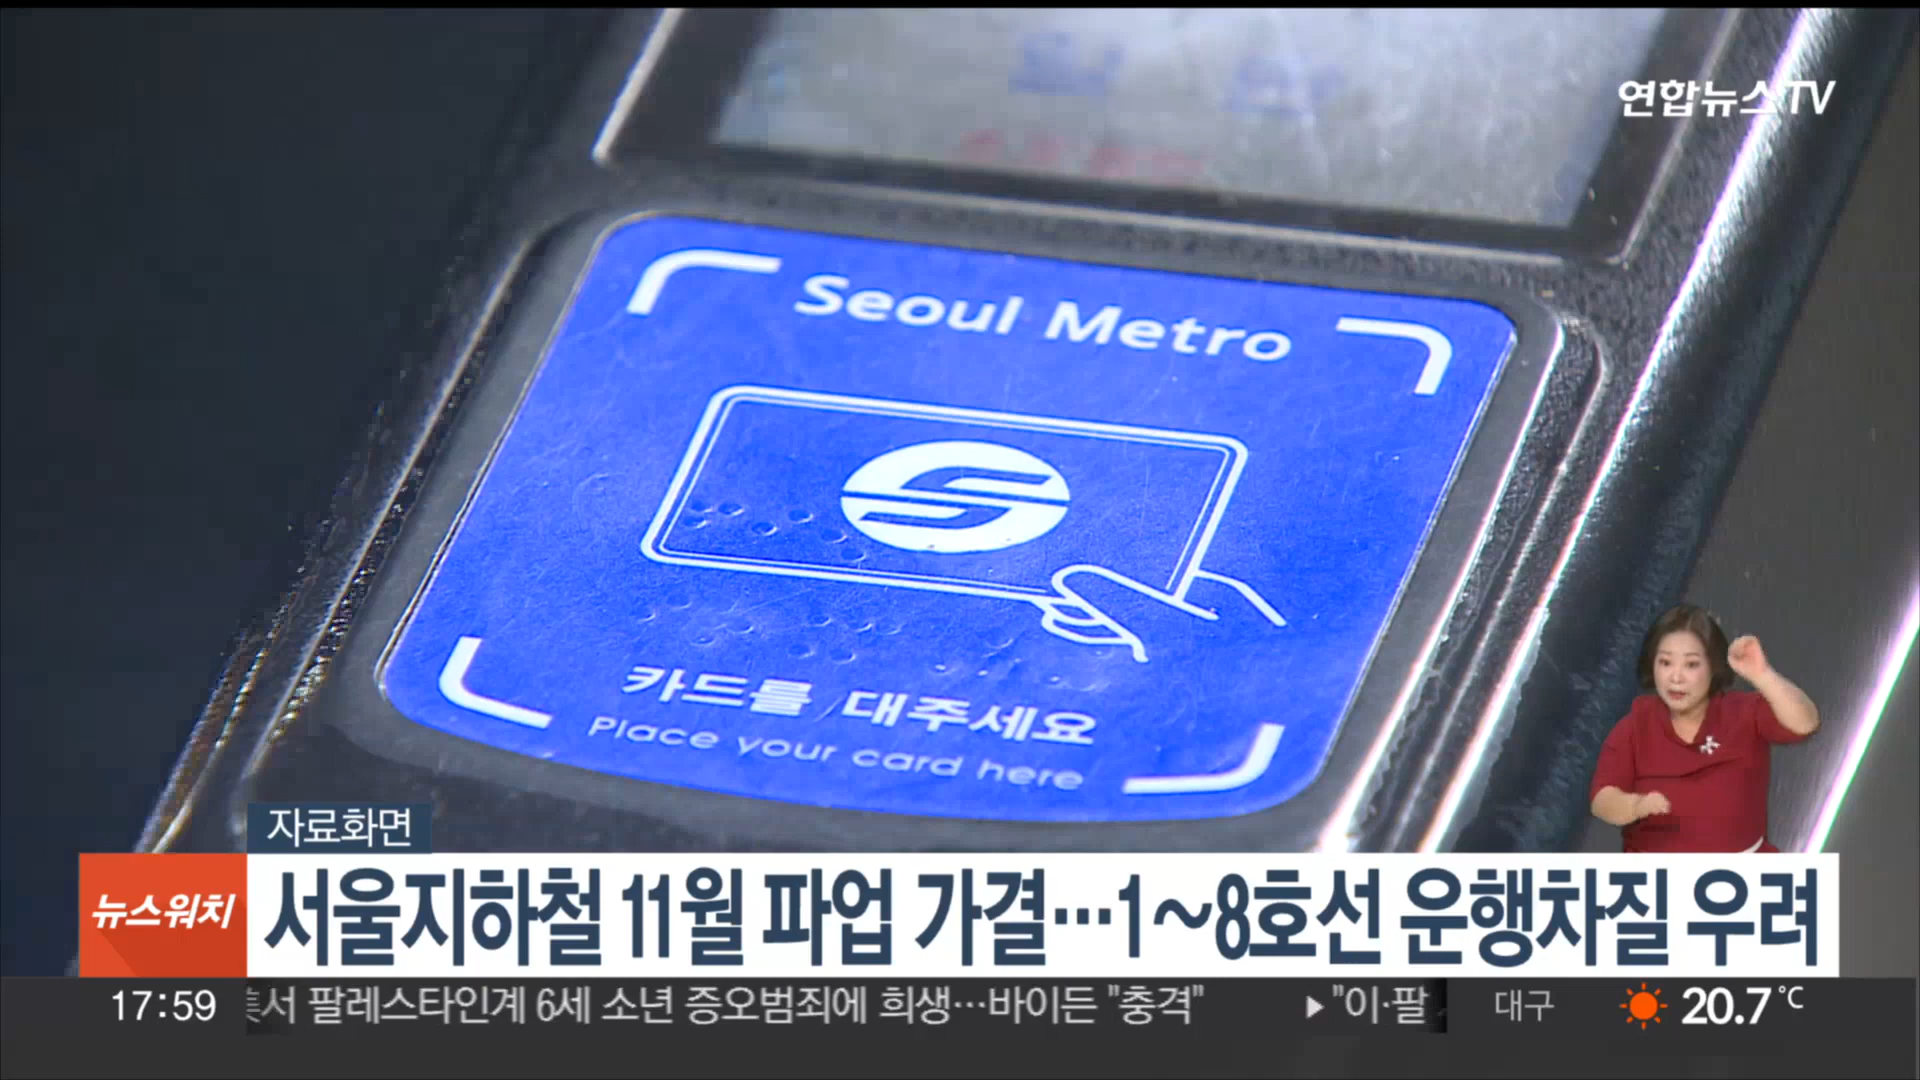 연합뉴스TV
Seoul Metro
카드를 대주세요
Place your card here
자료화면
뉴스워치
서울지하철 11월 파업 가결…1~8호선 운행차질 우려
17:59
美서 팔레스타인계 6세 소년 증오범죄에 희생…바이든 "충격"
▶"이·팔
대구
20.7℃